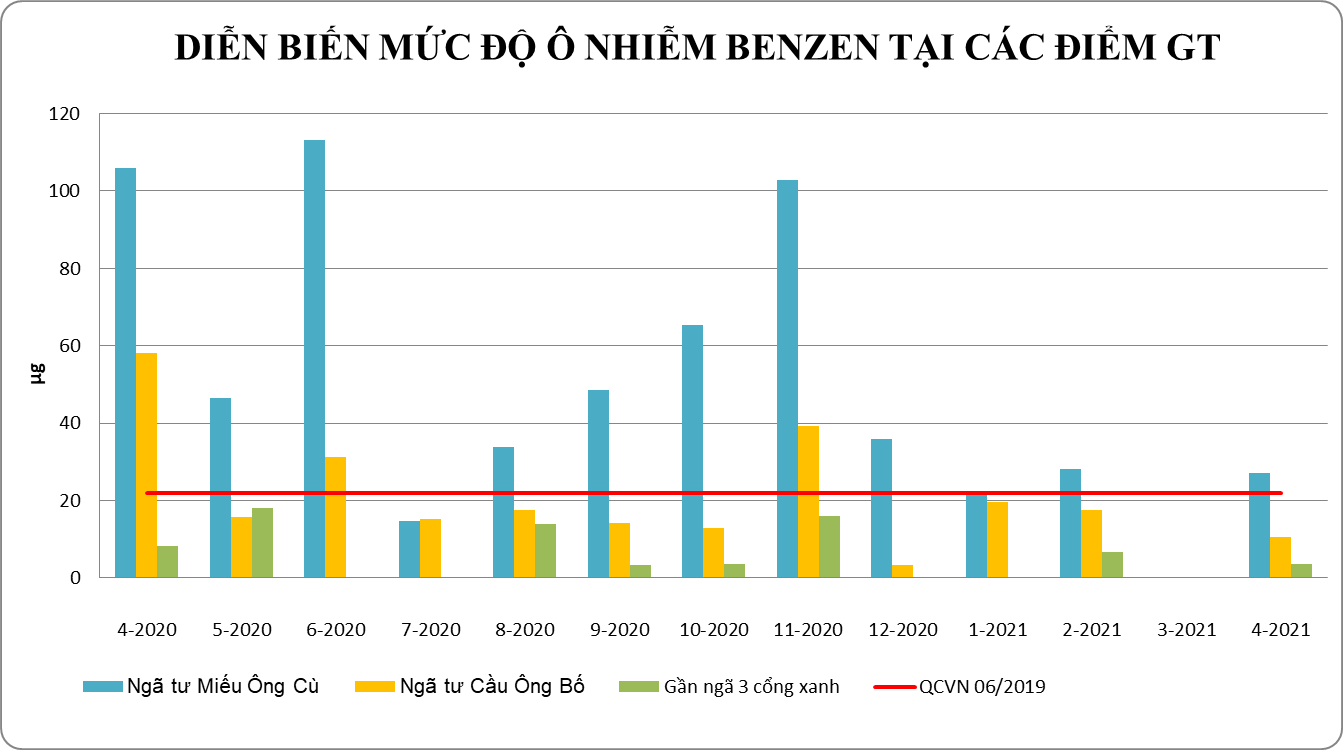 DIỄN BIẾN MỨC ĐỘ Ô NHIỄM BENZEN TẠI CÁC ĐIỂM GT
120
100
80
60
40
20
0
µg
4-2020 5-2020 6-2020 7-2020 8-2020 9-2020 10-2020 11-2020 12-2020 1-2021 2-2021 3-2021 4-2021
Ngã tư Miếu Ông Cù Ngã tư Cầu Ông Bố Gần ngã 3 cổng xanh QCVN 06/2019